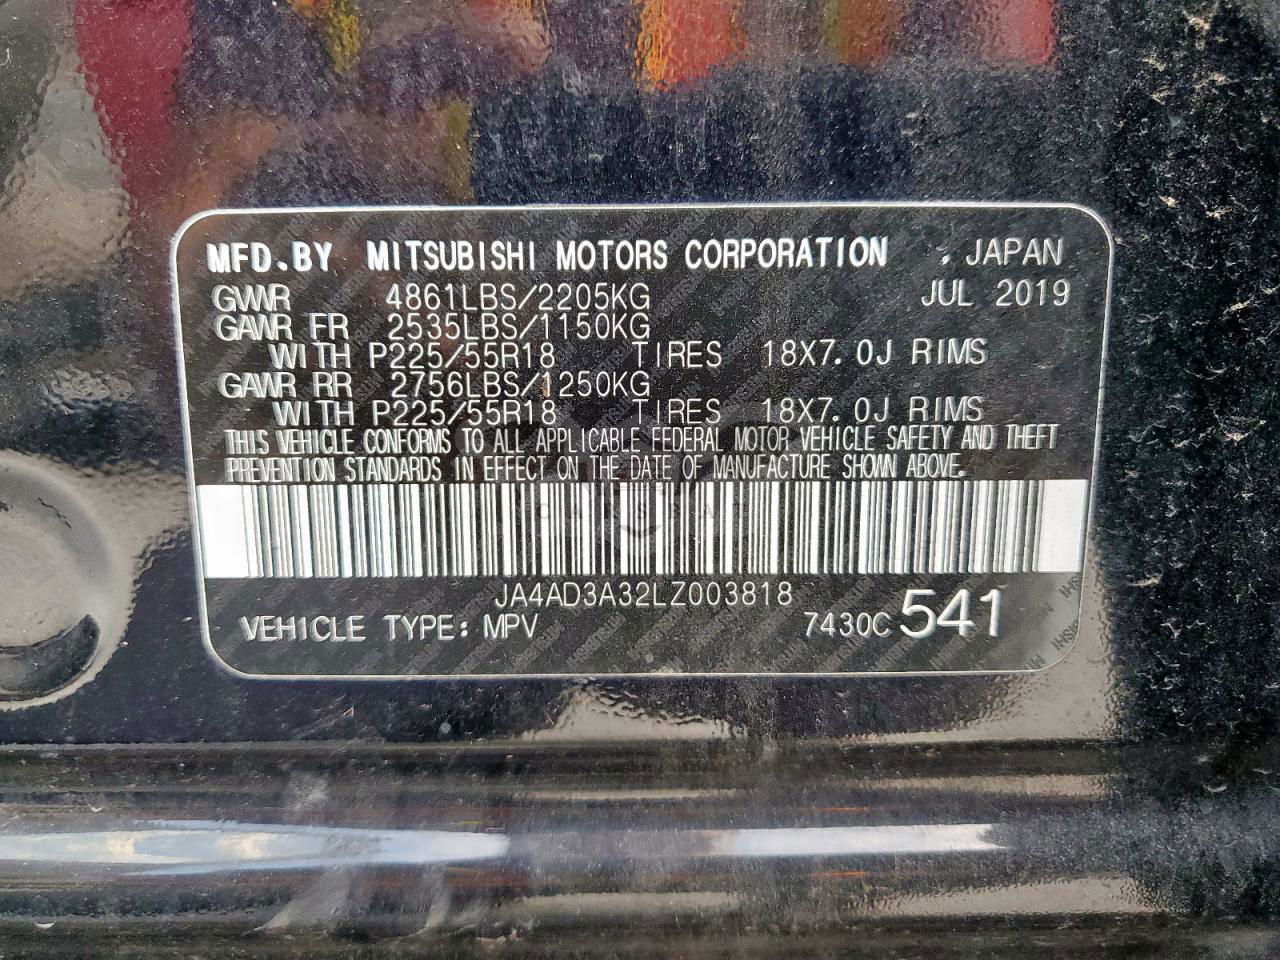 MFD.BY MITSUBISHI MOTORS CORPORATION , JAPAN
GVWR 4861LBS/2205KG JUL 2019
GAWR FR 2535LBS/1150KG
WITH P225/55R18 TIRES 18X7.0J RIMS
GAWR RR 2756LBS/1250KG
WITH P225/55R18 TIRES 18X7.0J RIMS
THIS VEHICLE CONFORMS TO ALL APPLICABLE FEDERAL MOTOR VEHICLE SAFETY AND THEFT
PREVENTION STANDARDS IN EFFECT ON THE DATE OF MANUFACTURE SHOWN ABOVE.
JA4AD3A32LZ003818
VEHICLE TYPE: MPV 7430C 541